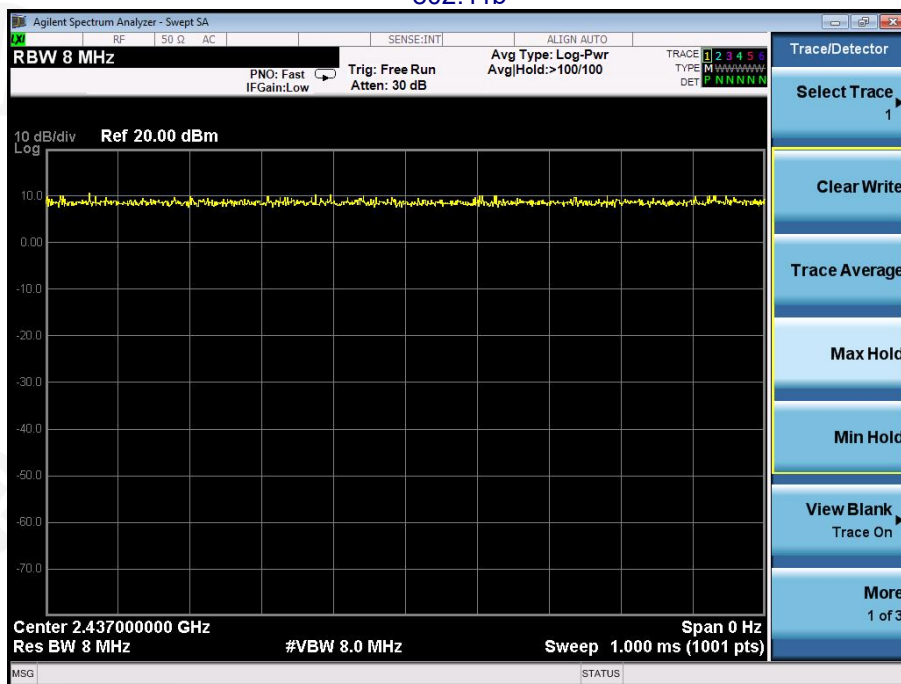 Agilent Spectrum Analyzer - Swept SA
LXI RF 50 Ω AC SENSE:INT ALIGN AUTO
RBW 8 MHz
PNO: Fast
IFGain:Low
Trig: Free Run
Atten: 30 dB
Avg Type: Log-Pwr
Avg|Hold:>100/100
TRACE 1 2 3 4 5 6
TYPE M WWWWW
DET P N N N N N
10 dB/div Ref 20.00 dBm
Log
10.0
0.00
-10.0
-20.0
-30.0
-40.0
-50.0
-60.0
-70.0
Center 2.437000000 GHz Span 0 Hz
Res BW 8 MHz #VBW 8.0 MHz Sweep 1.000 ms (1001 pts)
MSG STATUS
Trace/Detector
Select Trace
1
Clear Write
Trace Average
Max Hold
Min Hold
View Blank
Trace On
More
1 of 3